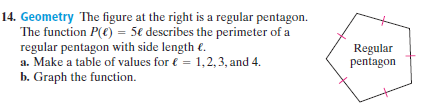 14. Geometry The figure at the right is a regular pentagon.
The function P(ℓ) = 5ℓ describes the perimeter of a
regular pentagon with side length ℓ.
a. Make a table of values for ℓ = 1, 2, 3, and 4.
b. Graph the function.
Regular
pentagon